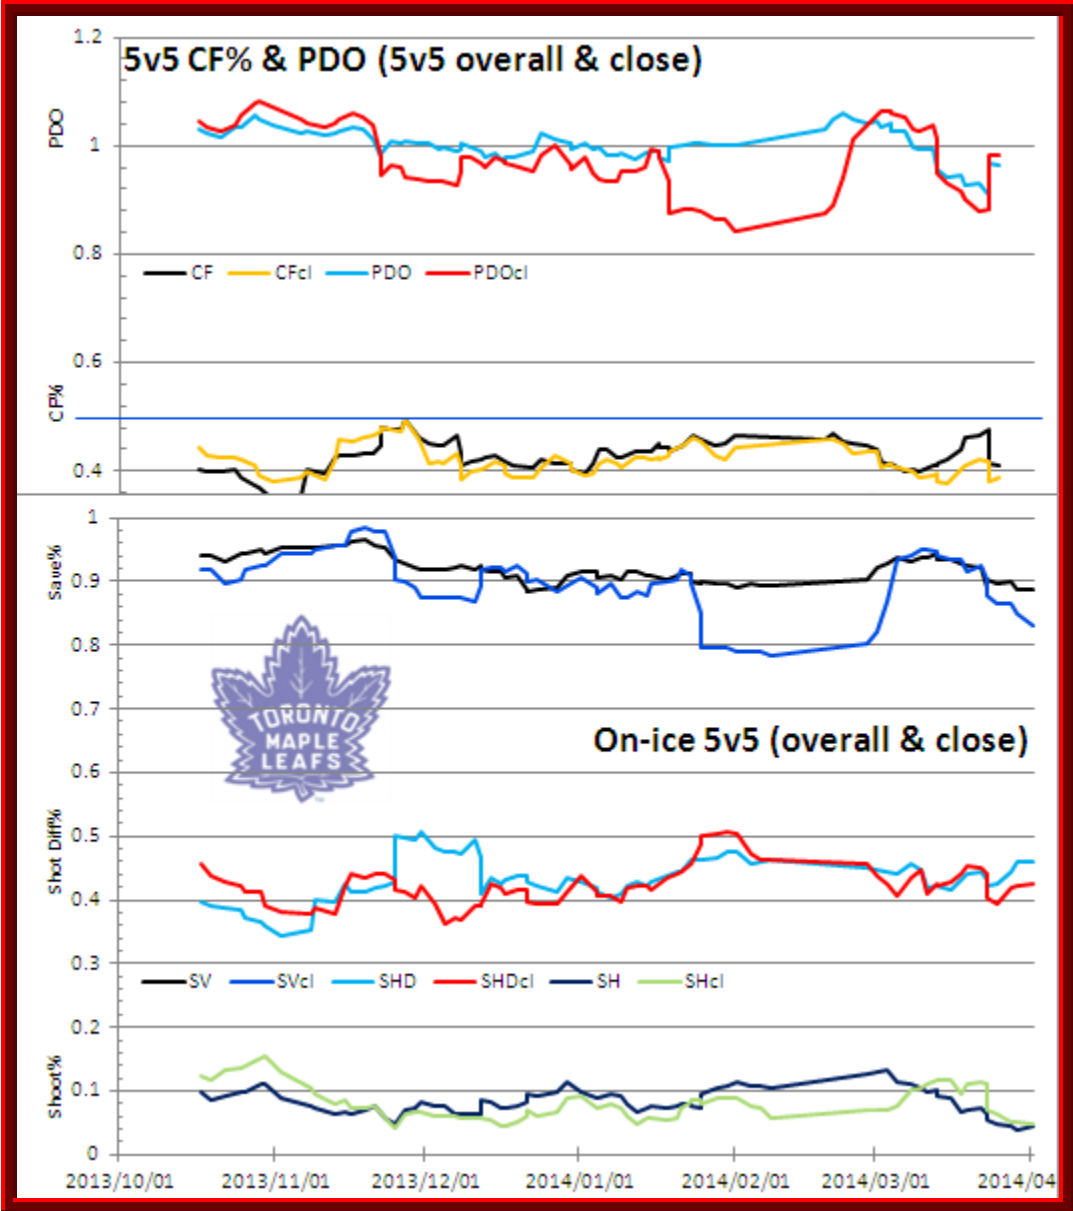 1.2
5v5 CF% & PDO (5v5 overall & close)
PDO
1
0.8
CF CFcl PDO PDOcl
0.6
CF%
0.4
1
Save%
0.9
0.8
TORONTO
MAPLE
LEAFS
0.7
On-ice 5v5 (overall & close)
0.6
Shot Diff%
0.5
0.4
0.3
SV SVcl SHD SHDcl SH SHcl
0.2
Shoot%
0.1
0
2013/10/01 2013/11/01 2013/12/01 2014/01/01 2014/02/01 2014/03/01 2014/04